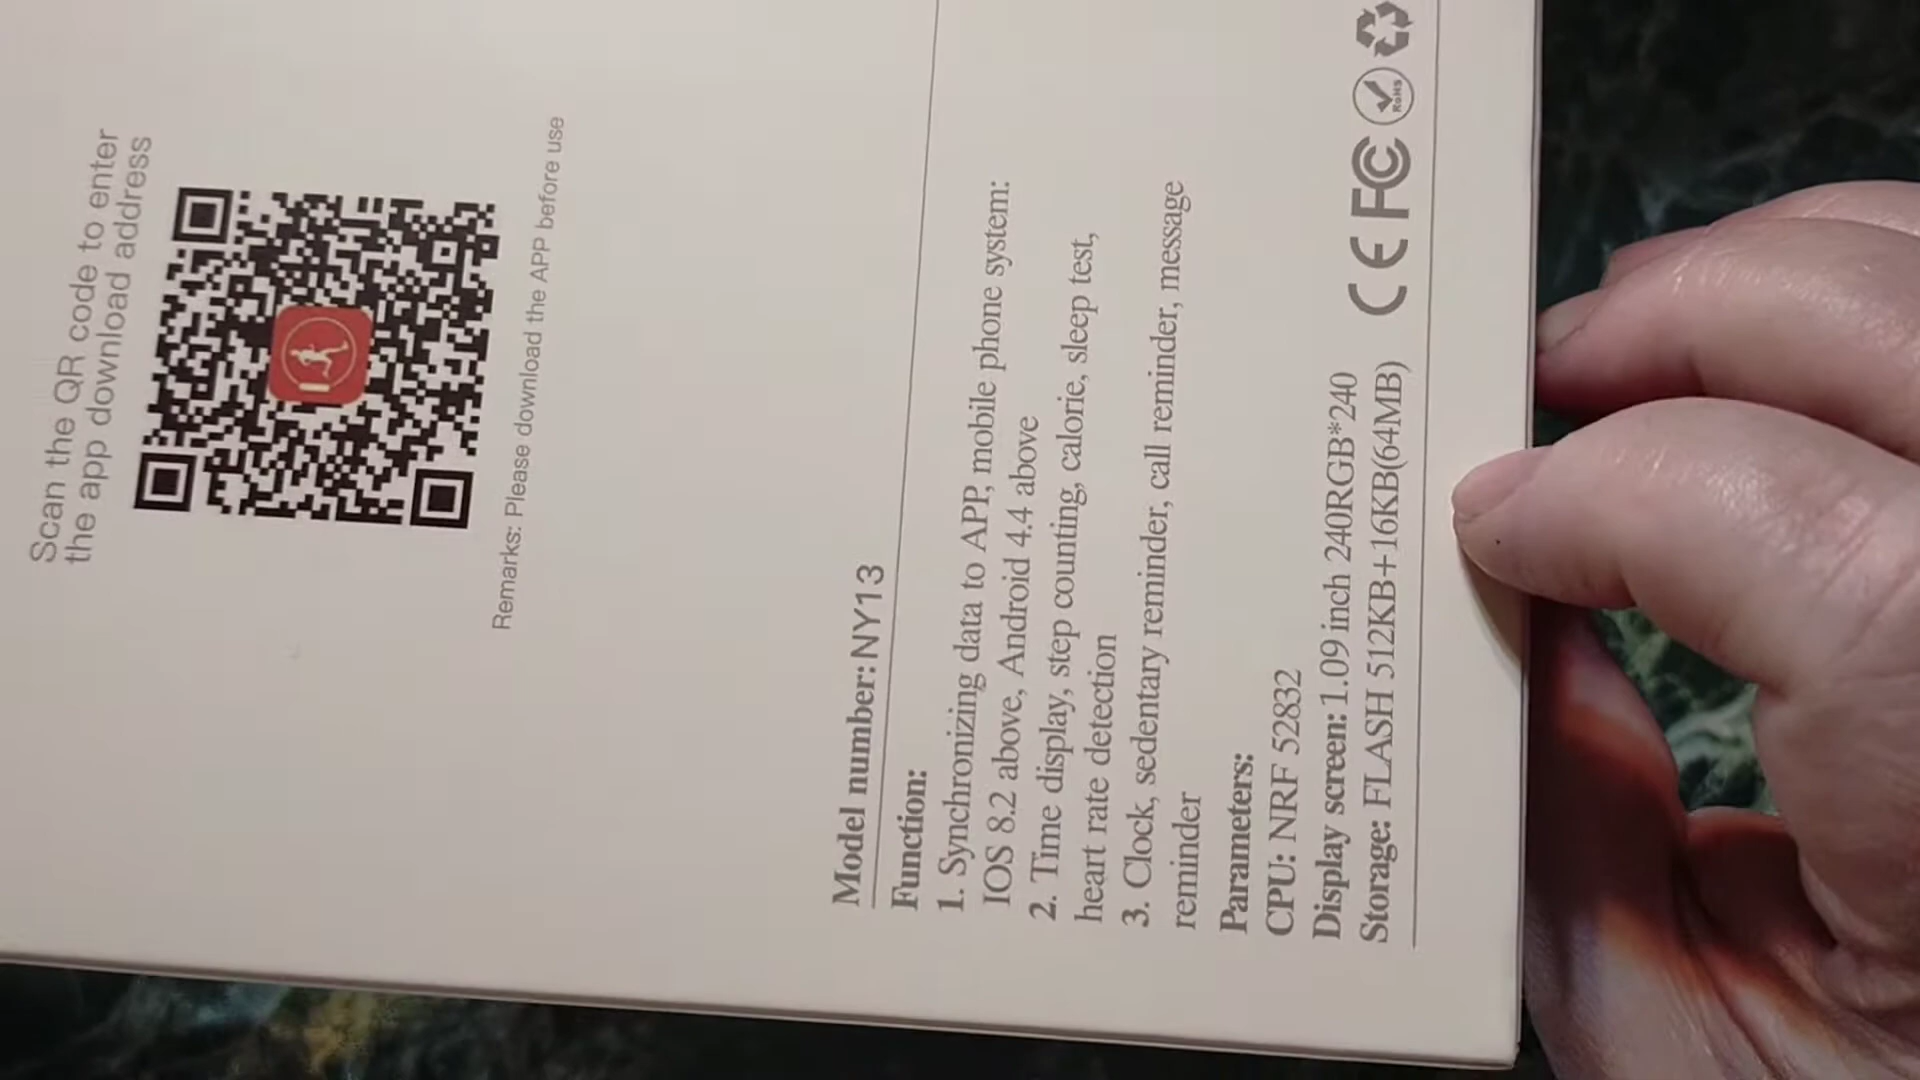 Scan the QR code to enter
the app download address
Remarks: Please download the APP before use
Model number:NY13
Function:
1. Synchronizing data to APP, mobile phone system:
IOS 8.2 above, Android 4.4 above
2. Time display, step counting, calorie, sleep test,
heart rate detection
3. Clock, sedentary reminder, call reminder, message
reminder
Parameters:
CPU: NRF 52832
Display screen: 1.09 inch 240RGB*240
Storage: FLASH 512KB+16KB(64MB)
CE FC RoHS